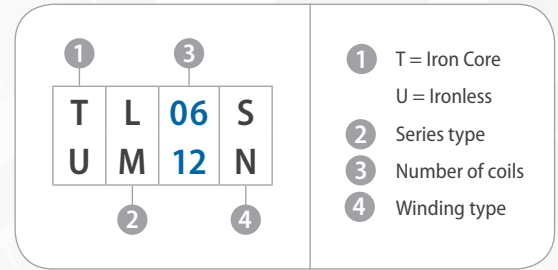 1 3
T L 06 S
U M 12 N
2 4
1 T = Iron Core
U = Ironless
2 Series type
3 Number of coils
4 Winding type